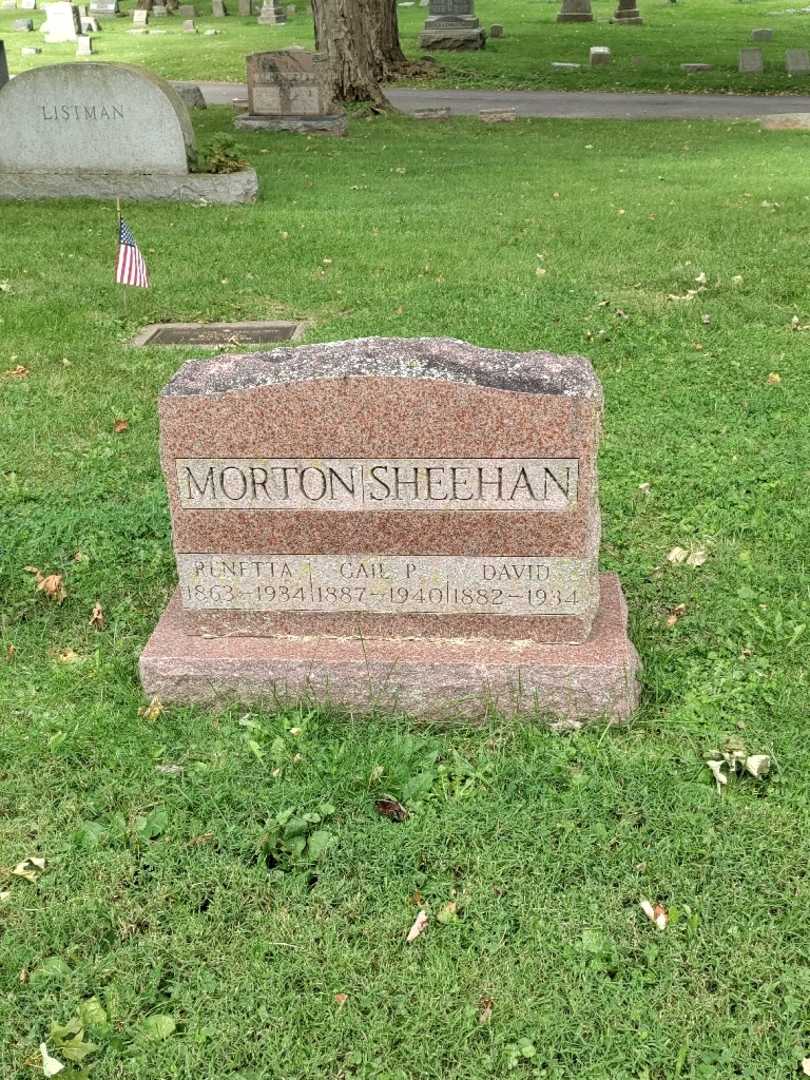 LISTMAN
MORTON SHEEHAN
RENETTA GAIL P. DAVID
1863-1934 1887-1940 1882-1934